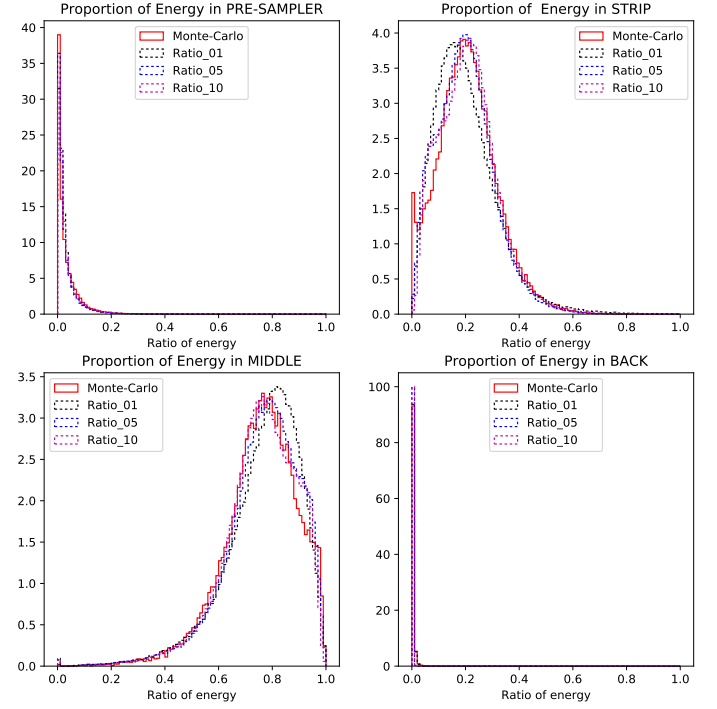 Proportion of Energy in PRE-SAMPLER
40
35
30
25
20
15
10
5
0
Monte-Carlo
Ratio_01
Ratio_05
Ratio_10
0.0 0.2 0.4 0.6 0.8 1.0
Ratio of energy
Proportion of  Energy in STRIP
4.0
3.5
3.0
2.5
2.0
1.5
1.0
0.5
0.0
Monte-Carlo
Ratio_01
Ratio_05
Ratio_10
0.0 0.2 0.4 0.6 0.8 1.0
Ratio of energy
Proportion of Energy in MIDDLE
3.5
3.0
2.5
2.0
1.5
1.0
0.5
0.0
Monte-Carlo
Ratio_01
Ratio_05
Ratio_10
0.0 0.2 0.4 0.6 0.8 1.0
Ratio of energy
Proportion of Energy in BACK
100
80
60
40
20
0
Monte-Carlo
Ratio_01
Ratio_05
Ratio_10
0.0 0.2 0.4 0.6 0.8 1.0
Ratio of energy